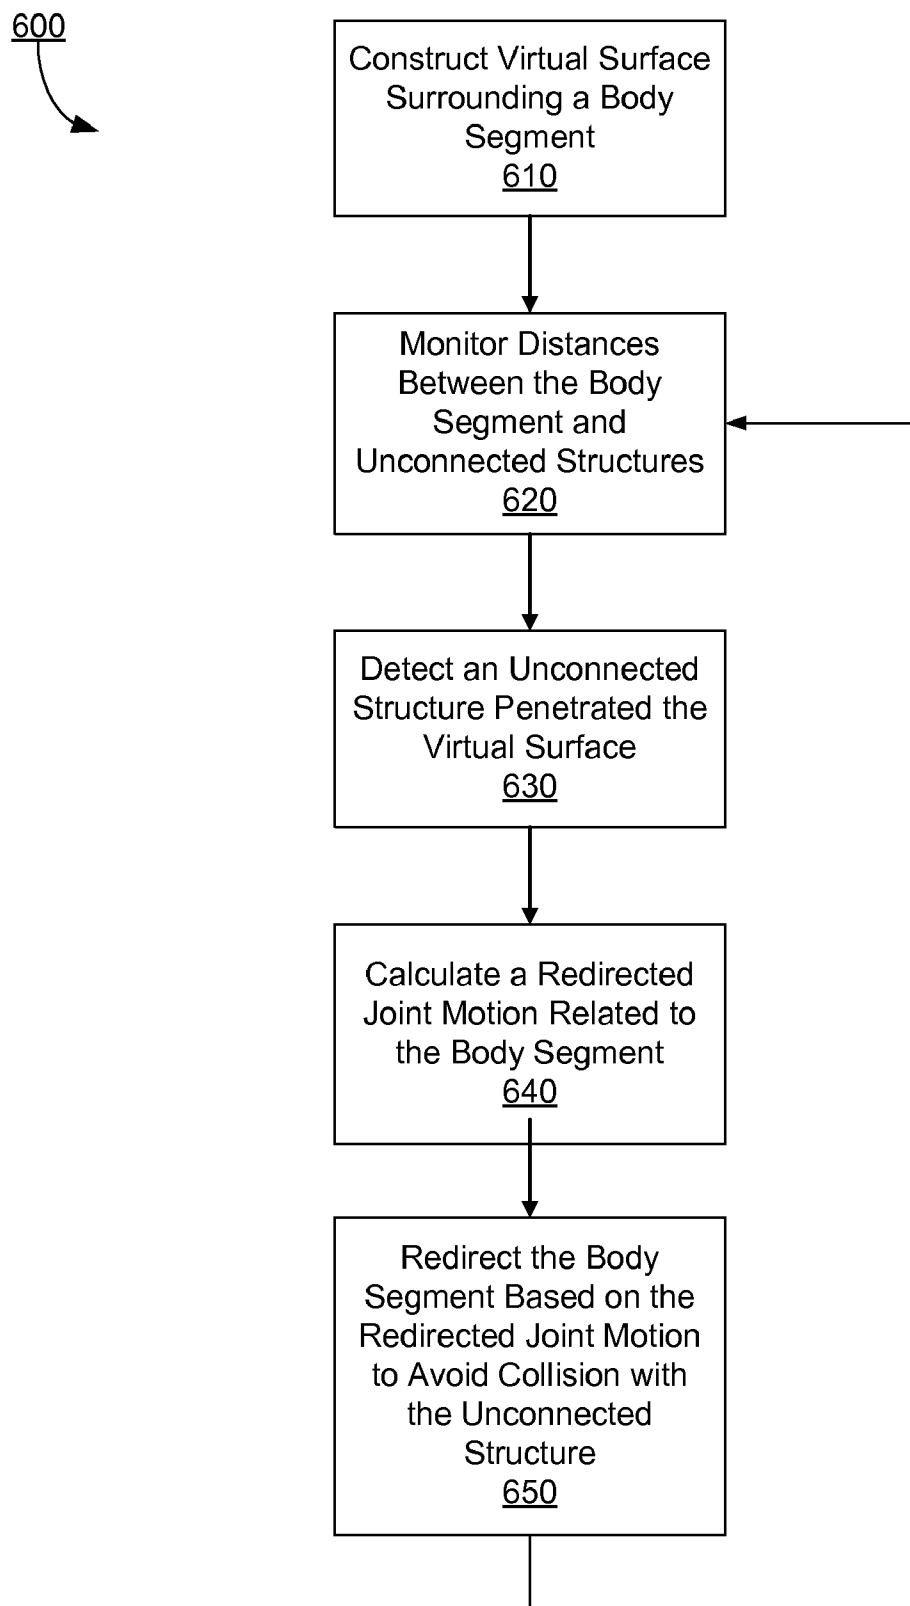 600
Construct Virtual Surface
Surrounding a Body
Segment
610
Monitor Distances
Between the Body
Segment and
Unconnected Structures
620
Detect an Unconnected
Structure Penetrated the
Virtual Surface
630
Calculate a Redirected
Joint Motion Related to
the Body Segment
640
Redirect the Body
Segment Based on the
Redirected Joint Motion
to Avoid Collision with
the Unconnected
Structure
650